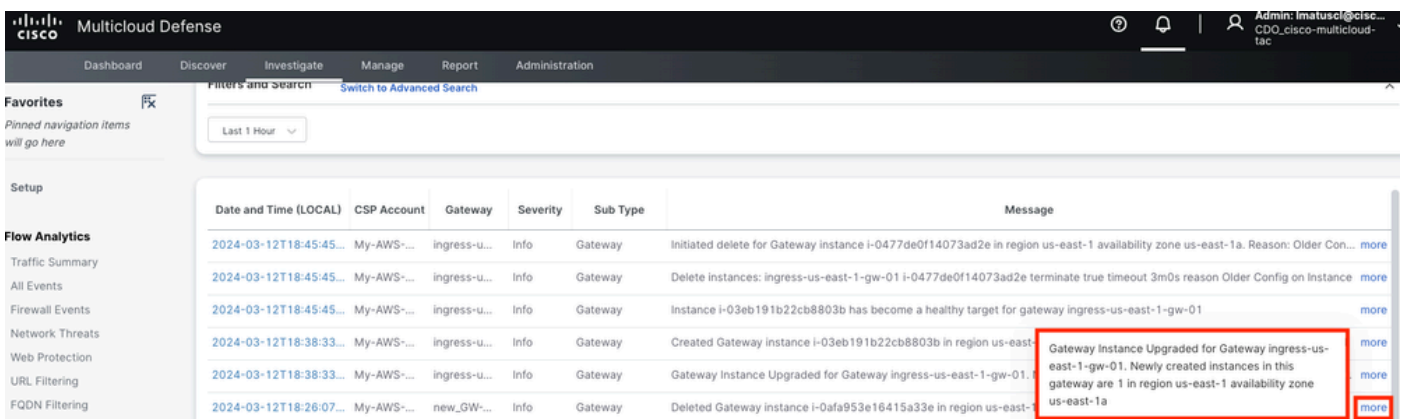 cisco Multicloud Defense
Admin: lmatuscl@cisc...
CDO_cisco-multicloud-
tac
Dashboard Discover Investigate Manage Report Administration
Favorites
Pinned navigation items
will go here
Filters and Search Switch to Advanced Search
Last 1 Hour
Setup
Flow Analytics
Traffic Summary
All Events
Firewall Events
Network Threats
Web Protection
URL Filtering
FQDN Filtering
Date and Time (LOCAL) CSP Account Gateway Severity Sub Type Message
2024-03-12T18:45:45... My-AWS-... ingress-u... Info Gateway Initiated delete for Gateway instance i-0477de0f14073ad2e in region us-east-1 availability zone us-east-1a. Reason: Older Con... more
2024-03-12T18:45:45... My-AWS-... ingress-u... Info Gateway Delete instances: ingress-us-east-1-gw-01 i-0477de0f14073ad2e terminate true timeout 3m0s reason Older Config on Instance more
2024-03-12T18:45:45... My-AWS-... ingress-u... Info Gateway Instance i-03eb191b22cb8803b has become a healthy target for gateway ingress-us-east-1-gw-01 more
2024-03-12T18:38:33... My-AWS-... ingress-u... Info Gateway Created Gateway instance i-03eb191b22cb8803b in region us-east- more
2024-03-12T18:38:33... My-AWS-... ingress-u... Info Gateway Gateway Instance Upgraded for Gateway ingress-us-east-1-gw-01. more
2024-03-12T18:26:07... My-AWS-... new_GW-... Info Gateway Deleted Gateway instance i-0afa953e16415a33e in region us-east-1 more
Gateway Instance Upgraded for Gateway ingress-us-
east-1-gw-01. Newly created instances in this
gateway are 1 in region us-east-1 availability zone
us-east-1a